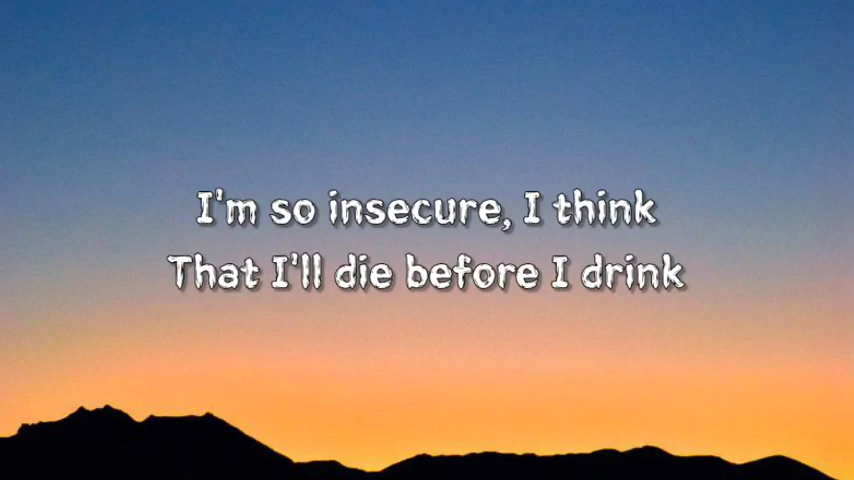 I'm so insecure, I think
That I'll die before I drink